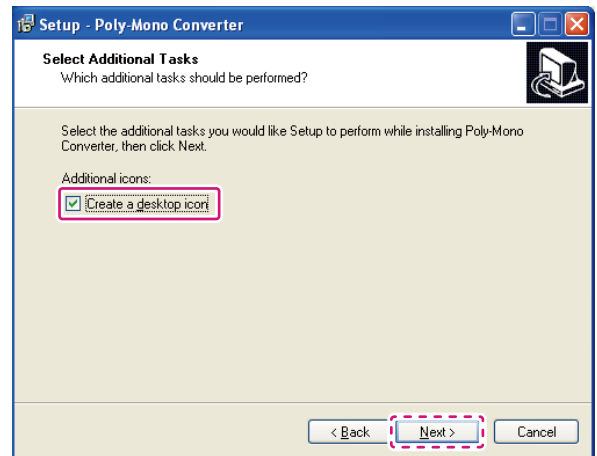 Setup - Poly-Mono Converter
Select Additional Tasks
Which additional tasks should be performed?
Select the additional tasks you would like Setup to perform while installing Poly-Mono
Converter, then click Next.
Additional icons:
Create a desktop icon
< Back
Next >
Cancel